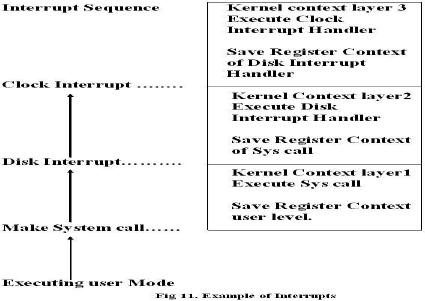 Interrupt Sequence
Kernel context layer 3
Execute Clock
Interrupt Handler
Save Register Context
of Disk Interrupt
Handler
Clock Interrupt ........
Kernel Context layer2
Execute Disk
Interrupt Handler
Save Register Context
of Sys call
Disk Interrupt..........
Kernel Context layer1
Execute Sys call
Save Register Context
user level.
Make System call......
Executing user Mode
Fig 11. Example of Interrupts